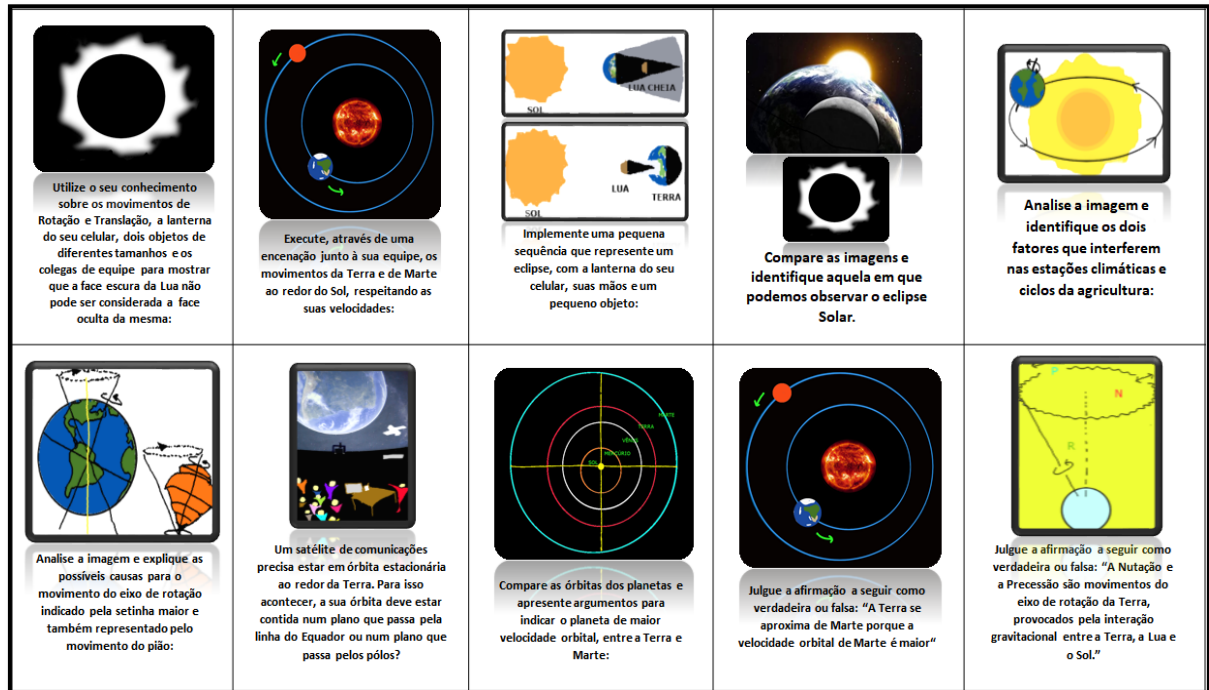 Utilize o seu conhecimento
sobre os movimentos de
Rotação e Translação, a lanterna
do seu celular, dois objetos de
diferentes tamanhos e os
colegas de equipe para mostrar
que a face escura da Lua não
pode ser considerada a face
oculta da mesma:
Execute, através de uma
encenação junto à sua equipe, os
movimentos da Terra e de Marte
ao redor do Sol, respeitando as
suas velocidades:
LUA CHEIA
SOL
LUA
TERRA
SOL
Implemente uma pequena
sequência que represente um
eclipse, com a lanterna do seu
celular, suas mãos e um
pequeno objeto:
Compare as imagens e
identifique aquela em que
podemos observar o eclipse
Solar.
Analise a imagem e
identifique os dois
fatores que interferem
nas estações climáticas e
ciclos da agricultura:
Analise a imagem e explique as
possíveis causas para o
movimento do eixo de rotação
indicado pela setinha maior e
também representado pelo
movimento do pião:
Um satélite de comunicações
precisa estar em órbita estacionária
ao redor da Terra. Para isso
acontecer, a sua órbita deve estar
contida num plano que passa pela
linha do Equador ou num plano que
passa pelos pólos?
MARTE
TERRA
VÊNUS
MERCÚRIO
SOL
Compare as órbitas dos planetas e
apresente argumentos para
indicar o planeta de maior
velocidade orbital, entre a Terra e
Marte:
Julgue a afirmação a seguir como
verdadeira ou falsa: “A Terra se
aproxima de Marte porque a
velocidade orbital de Marte é maior“
P
N
R
Julgue a afirmação a seguir como
verdadeira ou falsa: “A Nutação e
a Precessão são movimentos do
eixo de rotação da Terra,
provocados pela interação
gravitacional entre a Terra, a Lua e
o Sol.”